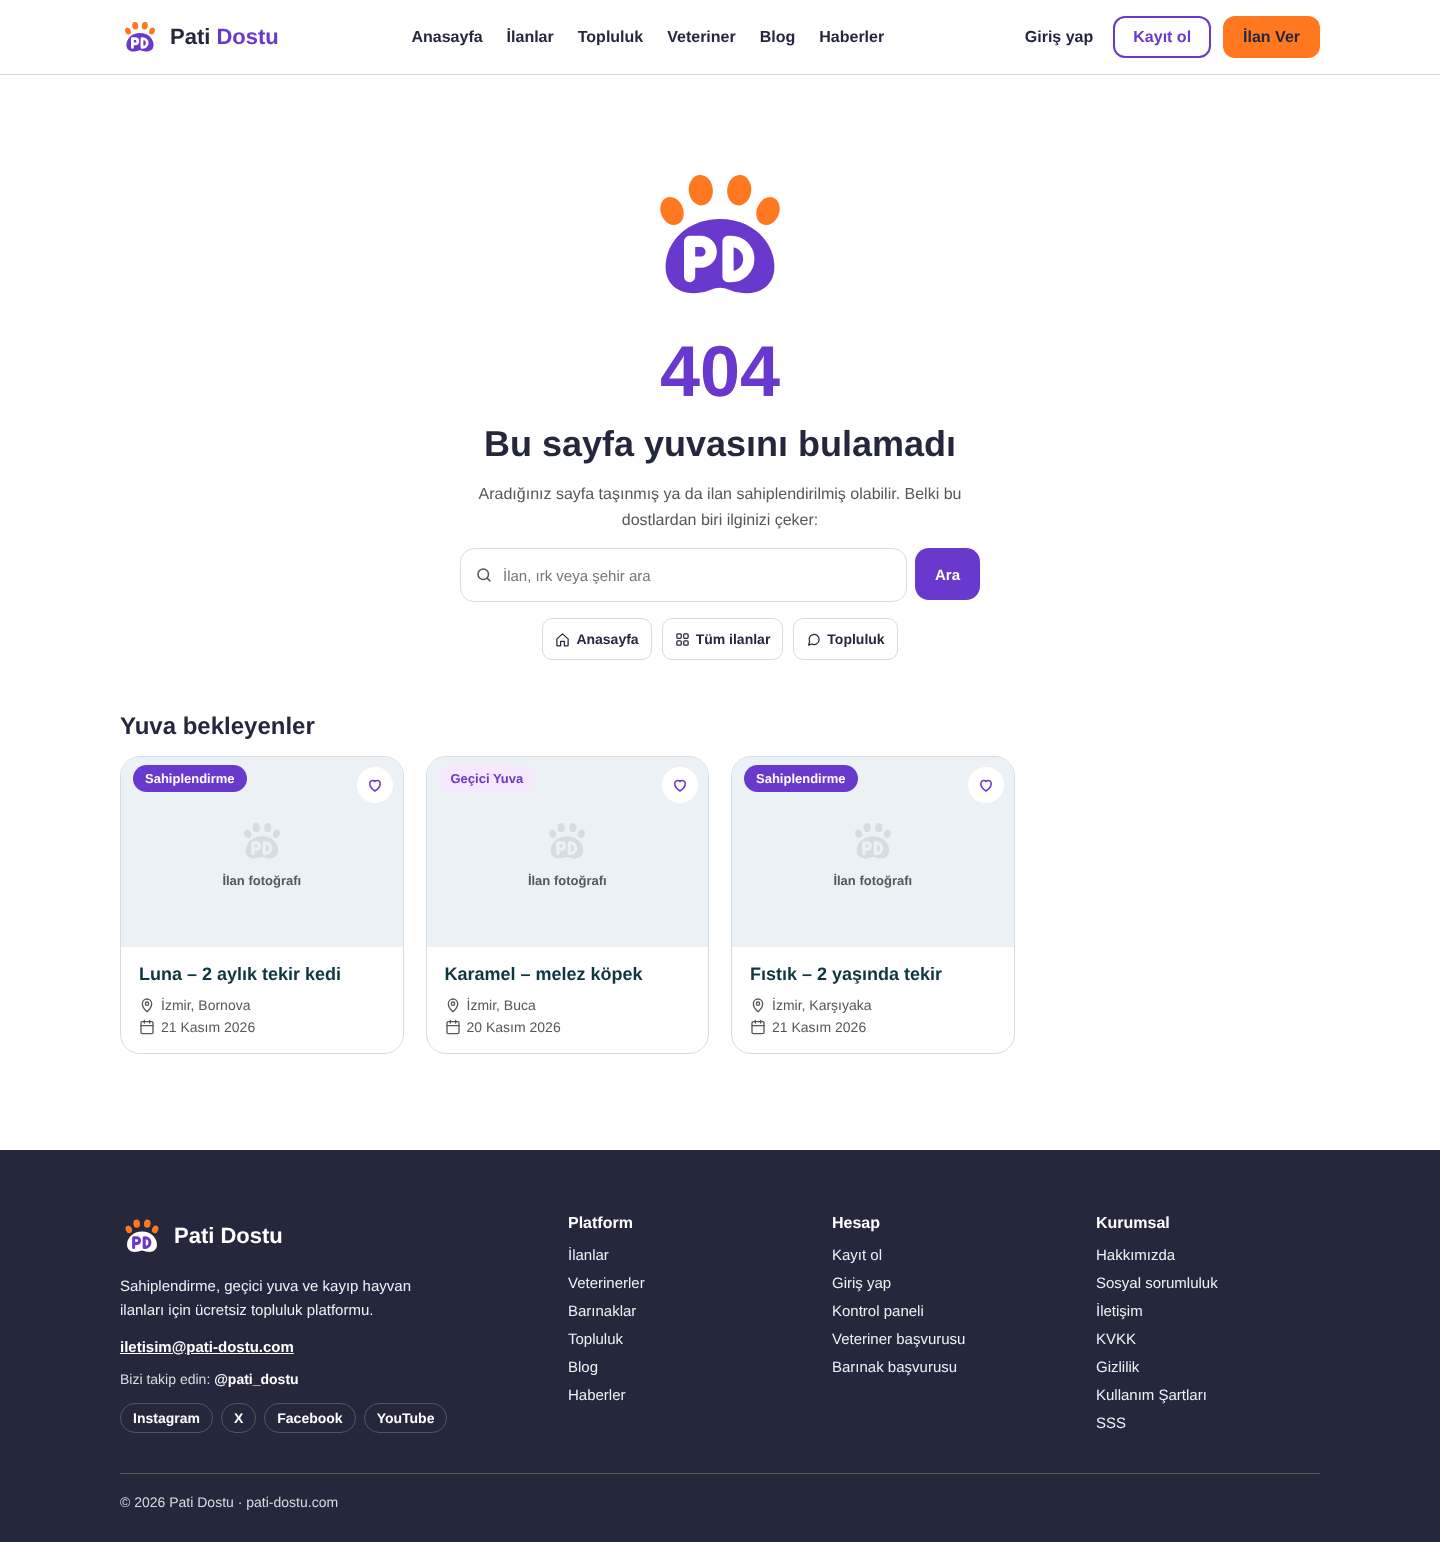 PD
Pati Dostu
Anasayfa
İlanlar
Topluluk
Veteriner
Blog
Haberler
Giriş yap
Kayıt ol
İlan Ver
PD
404
Bu sayfa yuvasını bulamadı
Aradığınız sayfa taşınmış ya da ilan sahiplendirilmiş olabilir. Belki bu
dostlardan biri ilginizi çeker:
İlan, ırk veya şehir ara
Ara
Anasayfa
Tüm ilanlar
Topluluk
Yuva bekleyenler
Sahiplendirme
PD
İlan fotoğrafı
Luna – 2 aylık tekir kedi
İzmir, Bornova
21 Kasım 2026
Geçici Yuva
PD
İlan fotoğrafı
Karamel – melez köpek
İzmir, Buca
20 Kasım 2026
Sahiplendirme
PD
İlan fotoğrafı
Fıstık – 2 yaşında tekir
İzmir, Karşıyaka
21 Kasım 2026
PD
Pati Dostu
Sahiplendirme, geçici yuva ve kayıp hayvan
ilanları için ücretsiz topluluk platformu.
iletisim@pati-dostu.com
Bizi takip edin: @pati_dostu
Instagram
X
Facebook
YouTube
Platform
İlanlar
Veterinerler
Barınaklar
Topluluk
Blog
Haberler
Hesap
Kayıt ol
Giriş yap
Kontrol paneli
Veteriner başvurusu
Barınak başvurusu
Kurumsal
Hakkımızda
Sosyal sorumluluk
İletişim
KVKK
Gizlilik
Kullanım Şartları
SSS
© 2026 Pati Dostu · pati-dostu.com